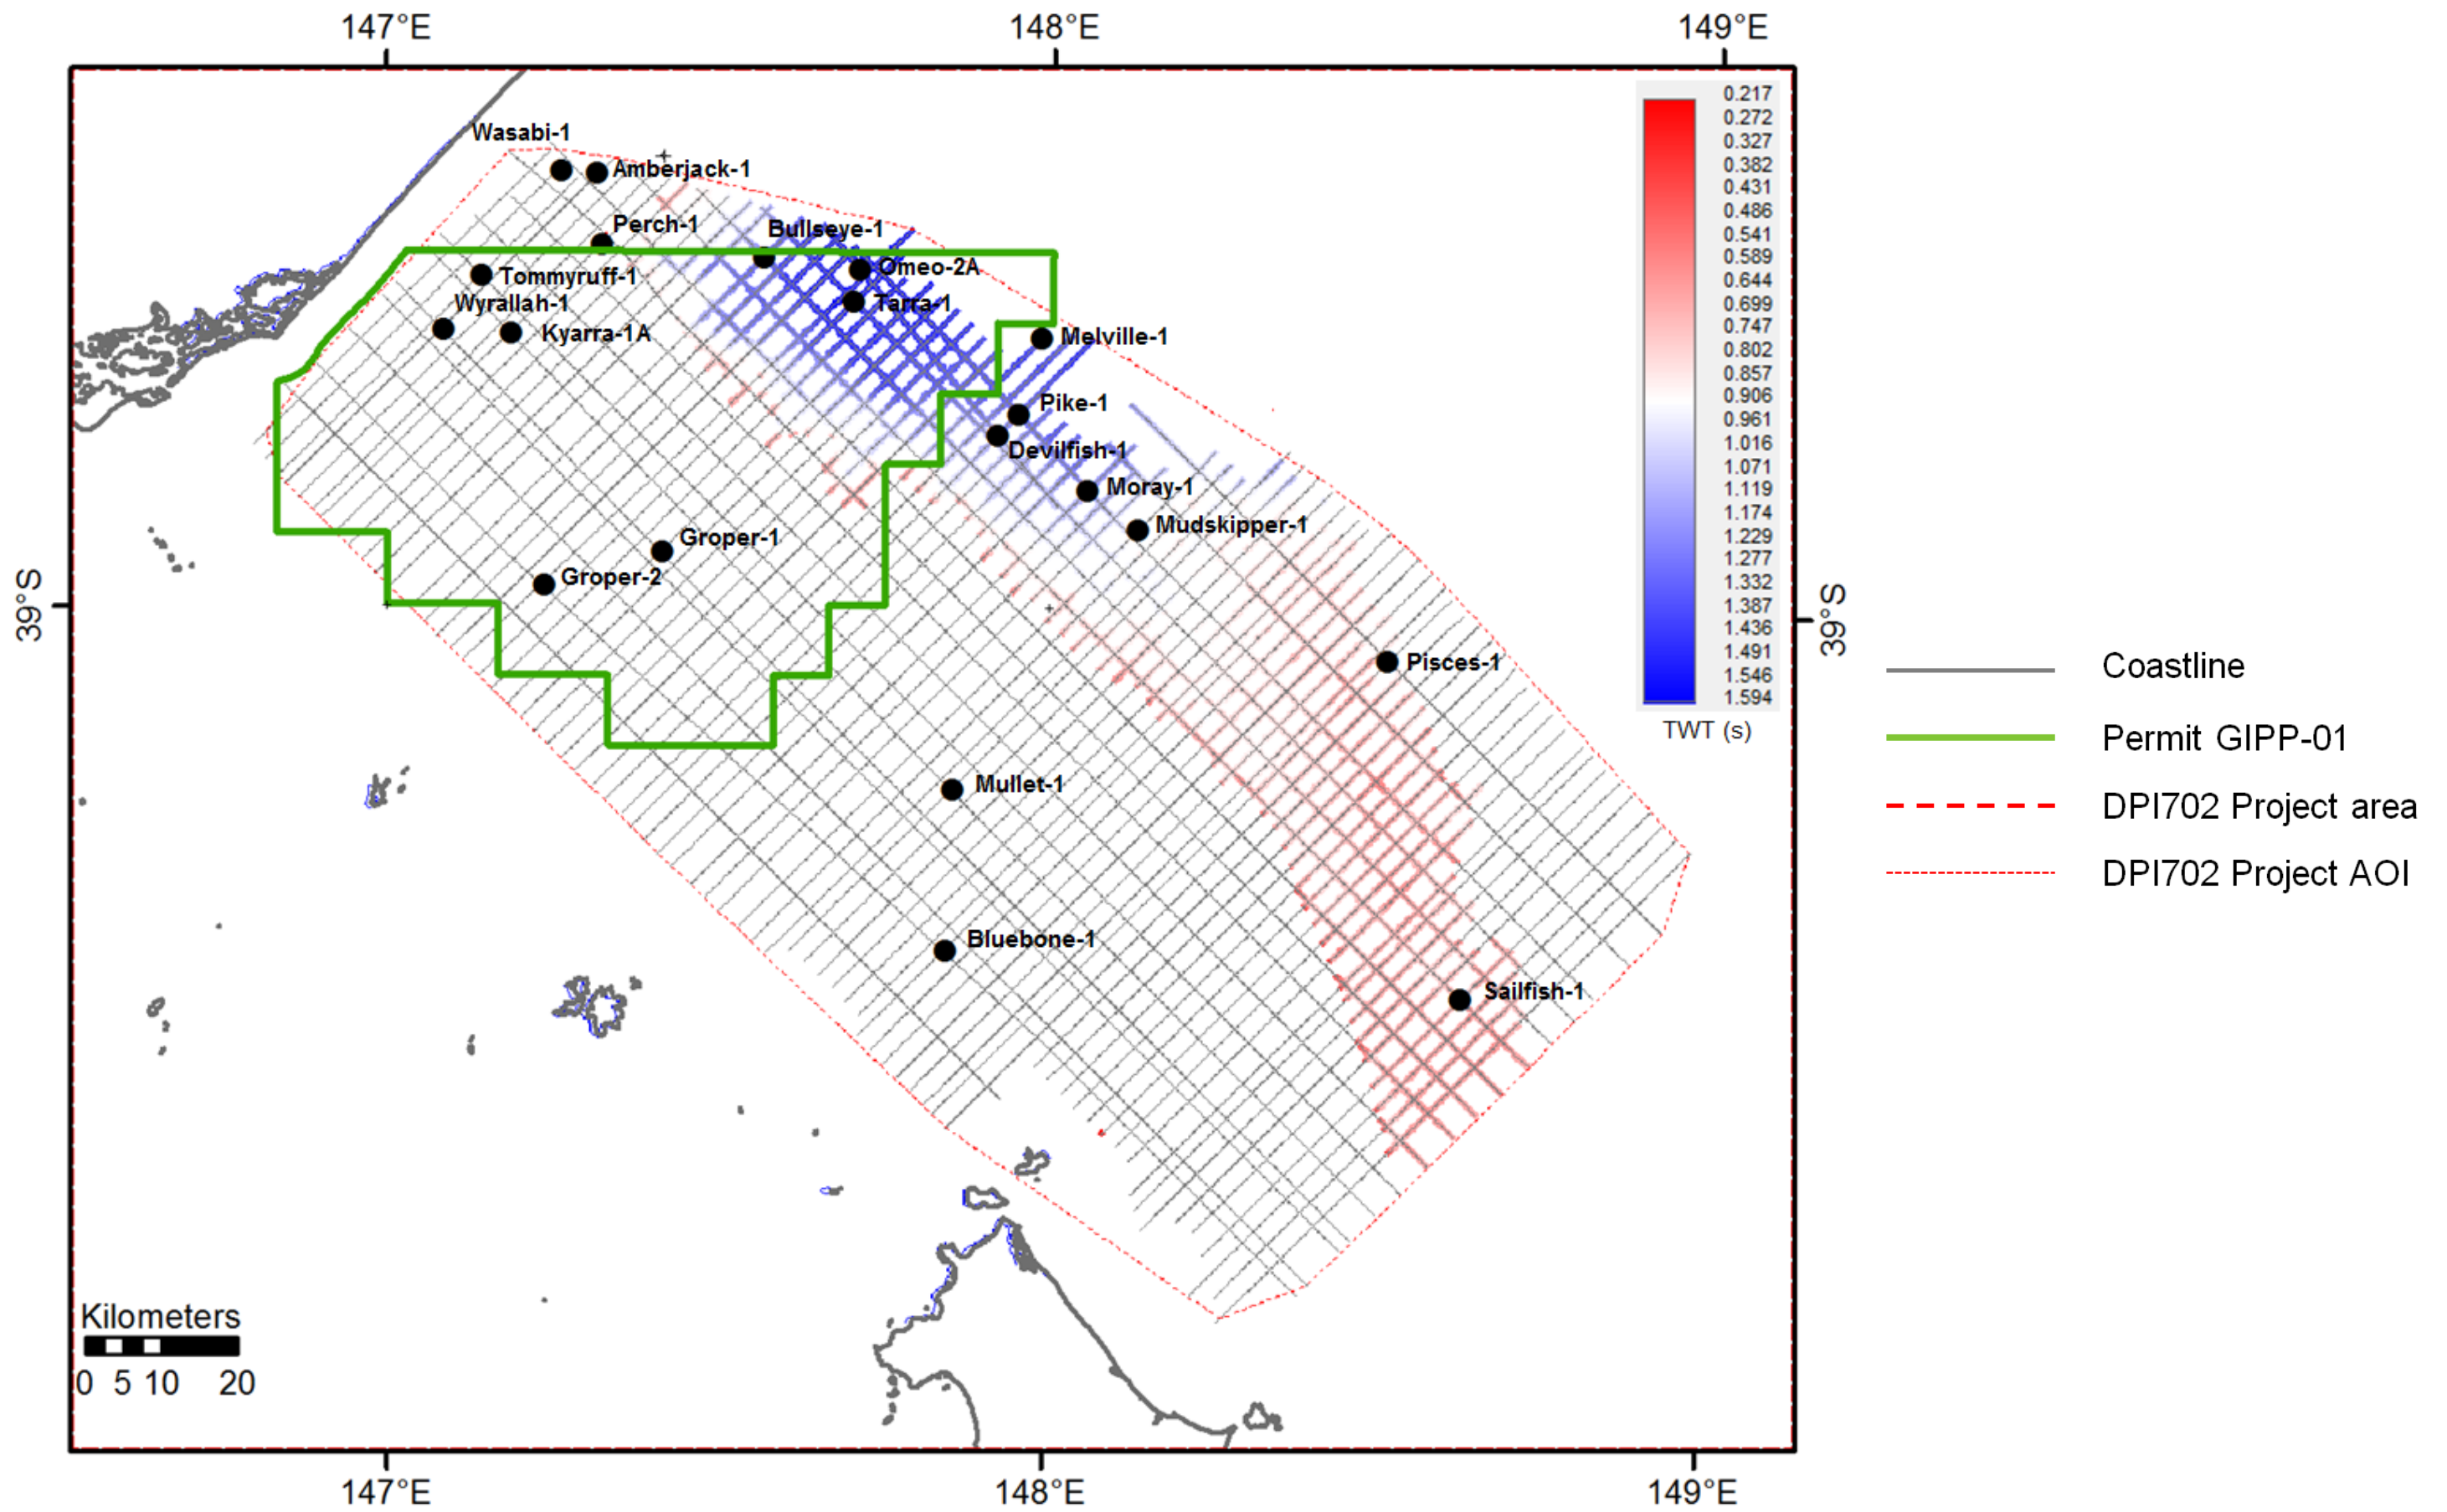 147°E
148°E
149°E
Wasabi-1
Amberjack-1
Perch-1
Bullseye-1
Tommyruff-1
Omeo-2A
Wyrallah-1
Tarra-1
Kyarra-1A
Melville-1
Pike-1
Devilfish-1
Moray-1
Mudskipper-1
Groper-1
Groper-2
Pisces-1
Mullet-1
Bluebone-1
Sailfish-1
0.217
0.272
0.327
0.382
0.431
0.486
0.541
0.589
0.644
0.699
0.747
0.802
0.857
0.906
0.961
1.016
1.071
1.119
1.174
1.229
1.277
1.332
1.387
1.436
1.491
1.546
1.594
TWT (s)
39°S
39°S
Coastline
Permit GIPP-01
DPI702 Project area
DPI702 Project AOI
Kilometers
0 5 10 20
147°E
148°E
149°E